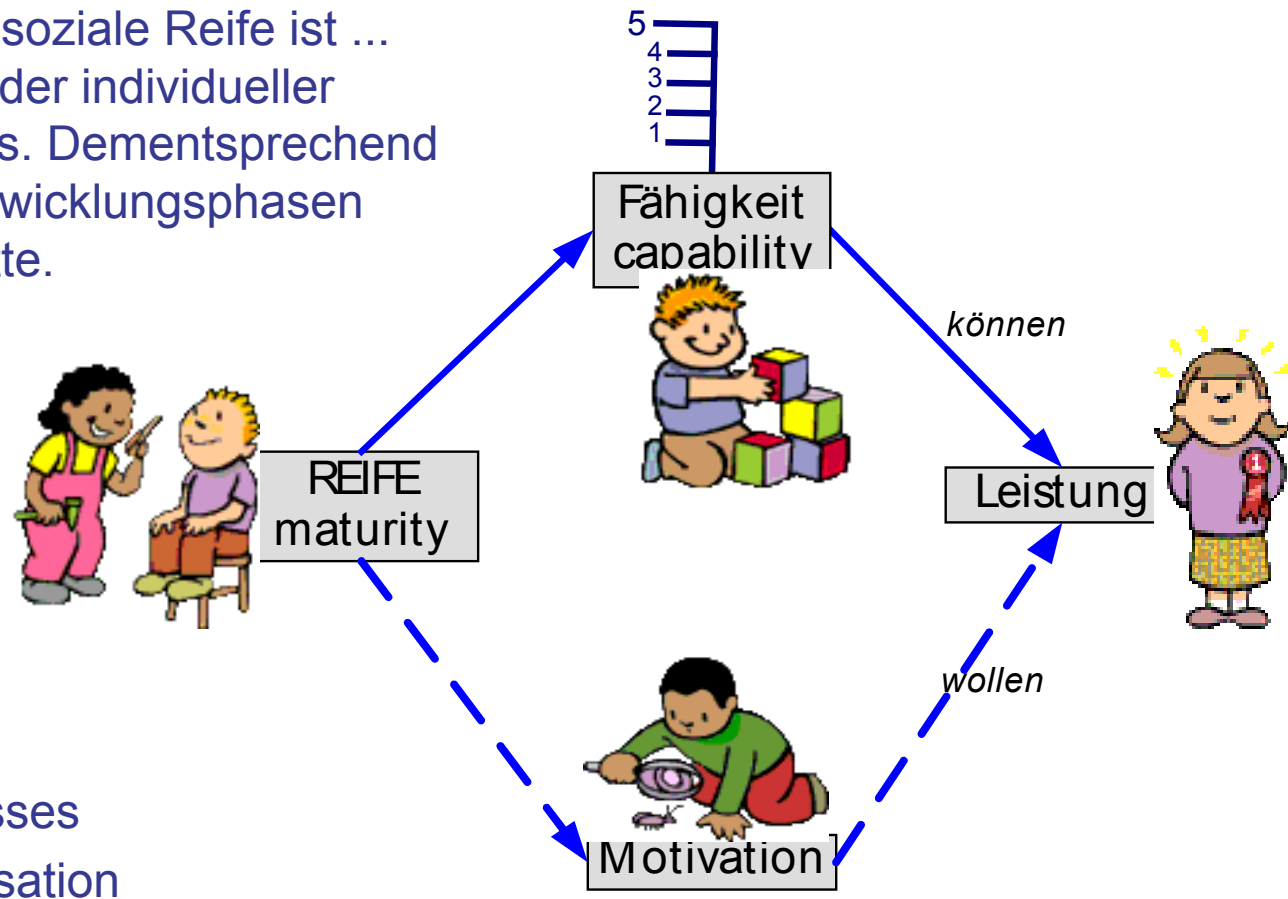 soziale Reife ist ...
der individueller
s. Dementsprechend
wicklungsphasen
te.
5
4
3
2
1
Fähigkeit
capability
können
REIFE
maturity
Leistung
1
wollen
Motivation
sses
sation